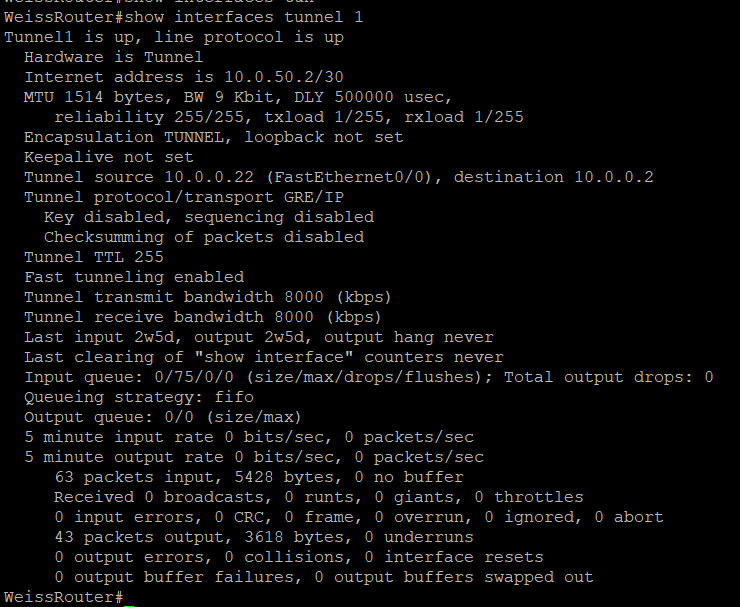 WeissRouter#show interfaces tunnel 1
Tunnel1 is up, line protocol is up
  Hardware is Tunnel
  Internet address is 10.0.50.2/30
  MTU 1514 bytes, BW 9 Kbit, DLY 500000 usec,
     reliability 255/255, txload 1/255, rxload 1/255
  Encapsulation TUNNEL, loopback not set
  Keepalive not set
  Tunnel source 10.0.0.22 (FastEthernet0/0), destination 10.0.0.2
  Tunnel protocol/transport GRE/IP
    Key disabled, sequencing disabled
    Checksumming of packets disabled
  Tunnel TTL 255
  Fast tunneling enabled
  Tunnel transmit bandwidth 8000 (kbps)
  Tunnel receive bandwidth 8000 (kbps)
  Last input 2w5d, output 2w5d, output hang never
  Last clearing of "show interface" counters never
  Input queue: 0/75/0/0 (size/max/drops/flushes); Total output drops: 0
  Queueing strategy: fifo
  Output queue: 0/0 (size/max)
  5 minute input rate 0 bits/sec, 0 packets/sec
  5 minute output rate 0 bits/sec, 0 packets/sec
     63 packets input, 5428 bytes, 0 no buffer
     Received 0 broadcasts, 0 runts, 0 giants, 0 throttles
     0 input errors, 0 CRC, 0 frame, 0 overrun, 0 ignored, 0 abort
     43 packets output, 3618 bytes, 0 underruns
     0 output errors, 0 collisions, 0 interface resets
     0 output buffer failures, 0 output buffers swapped out
WeissRouter#